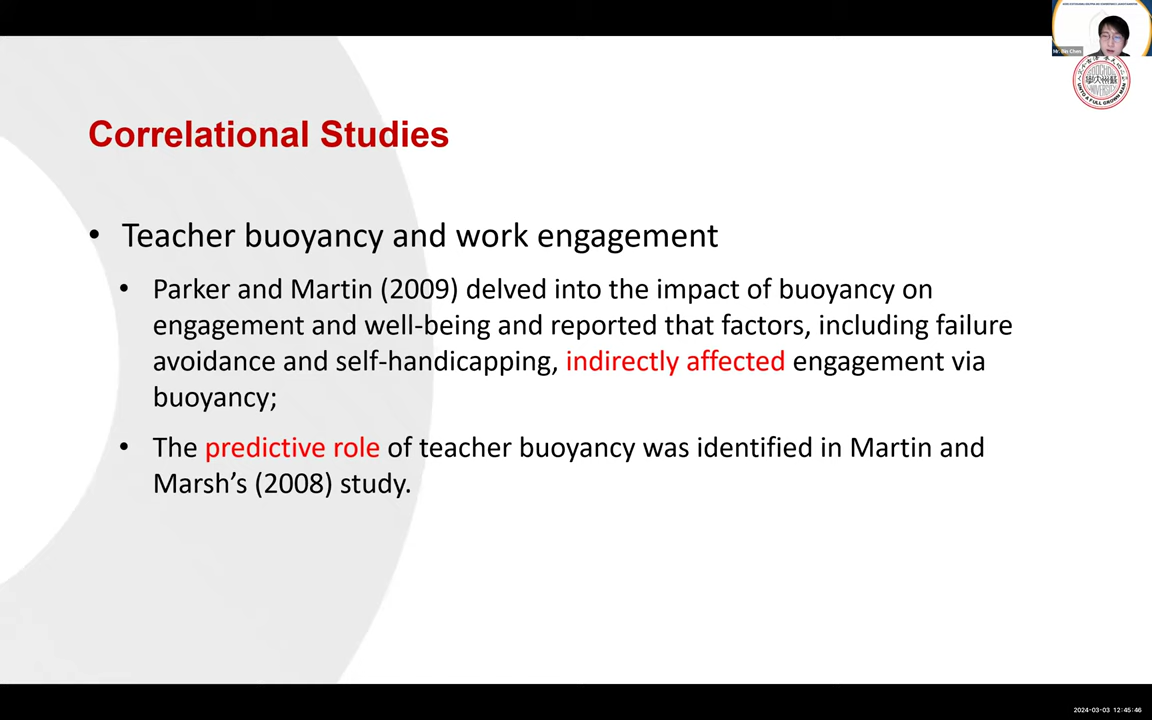 Mr. Bin Chen
Correlational Studies
• Teacher buoyancy and work engagement
• Parker and Martin (2009) delved into the impact of buoyancy on
engagement and well-being and reported that factors, including failure
avoidance and self-handicapping, indirectly affected engagement via
buoyancy;
• The predictive role of teacher buoyancy was identified in Martin and
Marsh’s (2008) study.
2024-03-03 12:45:46